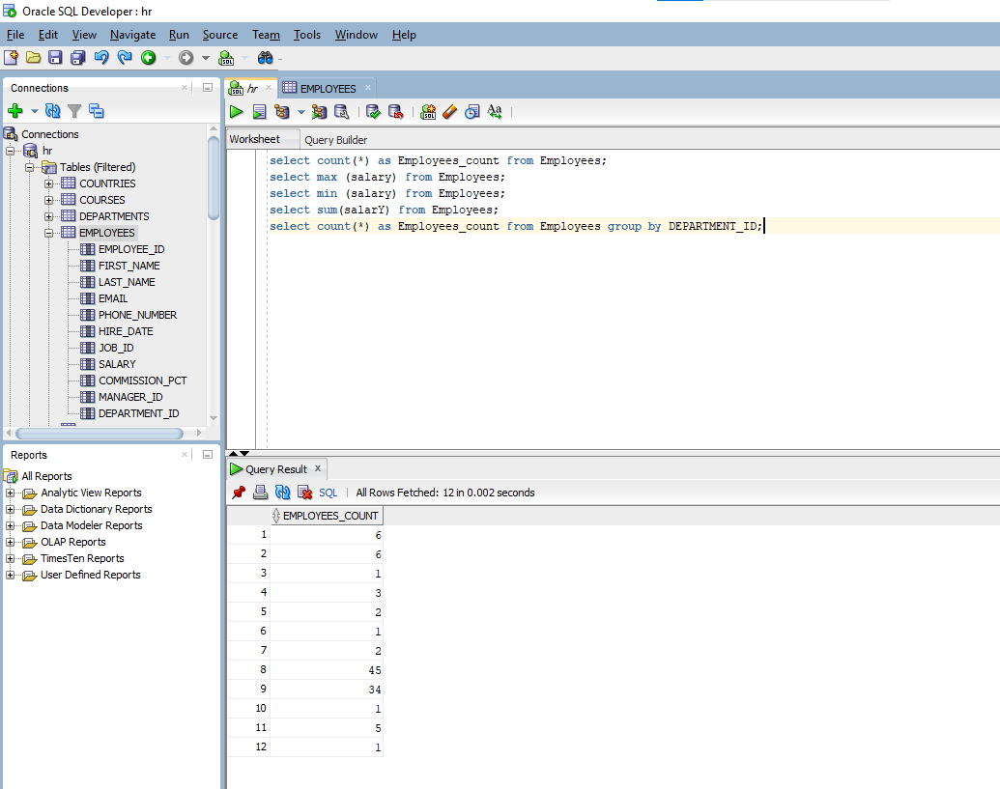 Oracle SQL Developer : hr
File Edit View Navigate Run Source Team Tools Window Help
Connections
Connections
hr
Tables (Filtered)
COUNTRIES
COURSES
DEPARTMENTS
EMPLOYEES
EMPLOYEE_ID
FIRST_NAME
LAST_NAME
EMAIL
PHONE_NUMBER
HIRE_DATE
JOB_ID
SALARY
COMMISSION_PCT
MANAGER_ID
DEPARTMENT_ID
Reports
All Reports
Analytic View Reports
Data Dictionary Reports
Data Modeler Reports
OLAP Reports
TimesTen Reports
User Defined Reports
hr EMPLOYEES
Worksheet Query Builder
select count(*) as Employees_count from Employees;
select max (salary) from Employees;
select min (salary) from Employees;
select sum(salarY) from Employees;
select count(*) as Employees_count from Employees group by DEPARTMENT_ID;
Query Result x
SQL | All Rows Fetched: 12 in 0.002 seconds
EMPLOYEES_COUNT
1 6
2 6
3 1
4 3
5 2
6 1
7 2
8 45
9 34
10 1
11 5
12 1